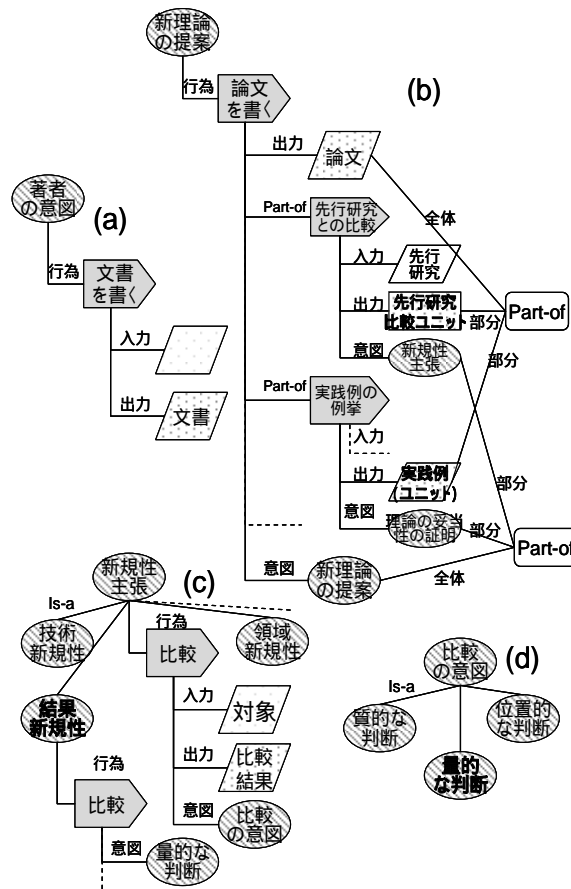 新理論
の提案
行為
論文
を書く
(b)
出力
論文
著者
の意図
(a)
Part-of
先行研究
との比較
全体
行為
文書
を書く
入力
先行
研究
入力
出力
先行研究
比較ユニット
部分
Part-of
意図
新規性
主張
部分
出力
文書
Part-of
実践例の
例挙
入力
出力
実践例
(ユニット)
部分
意図
理論の妥当
性の証明
部分
Part-of
意図
新理論
の提案
全体
新規性
主張
(c)
Is-a
行為
技術
新規性
比較
領域
新規性
比較
の意図
(d)
Is-a
入力
対象
結果
新規性
質的な
判断
位置的
な判断
出力
比較
結果
量的
な判断
行為
比較
意図
比較
の意図
意図
量的な
判断